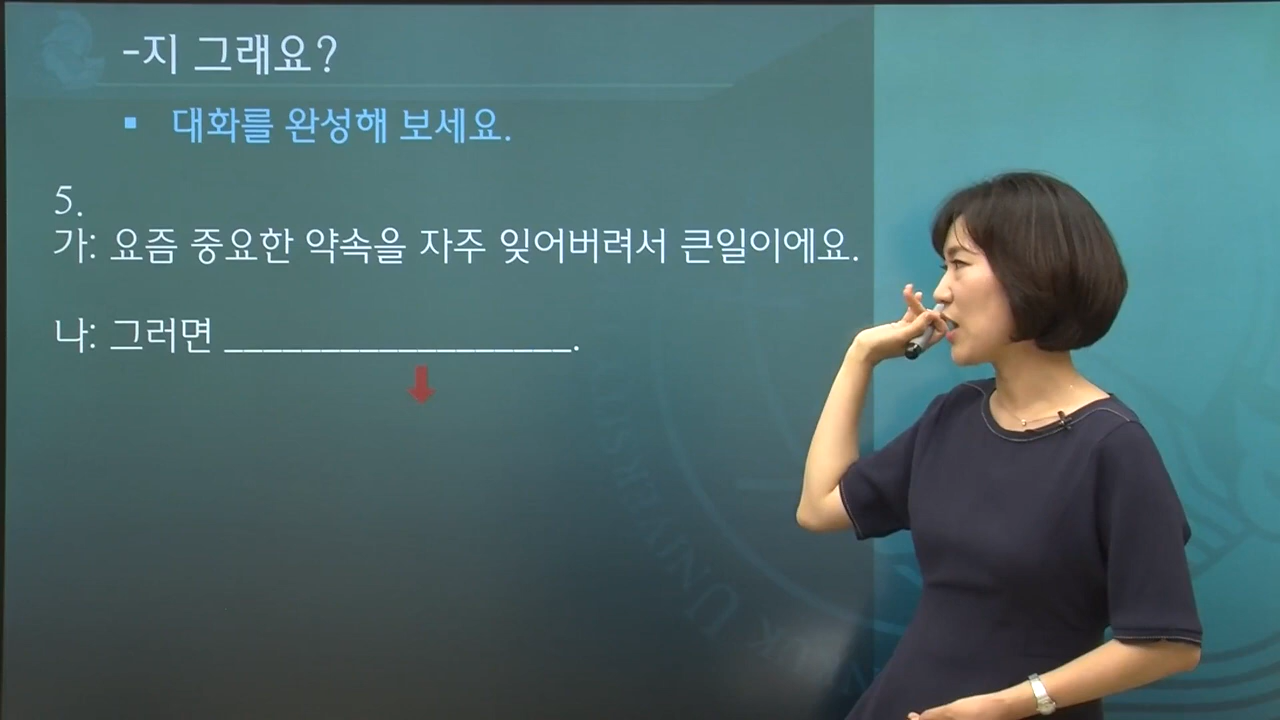 -지 그래요?
▪ 대화를 완성해 보세요.
5.
가: 요즘 중요한 약속을 자주 잊어버려서 큰일이에요.
나: 그러면 __________________.